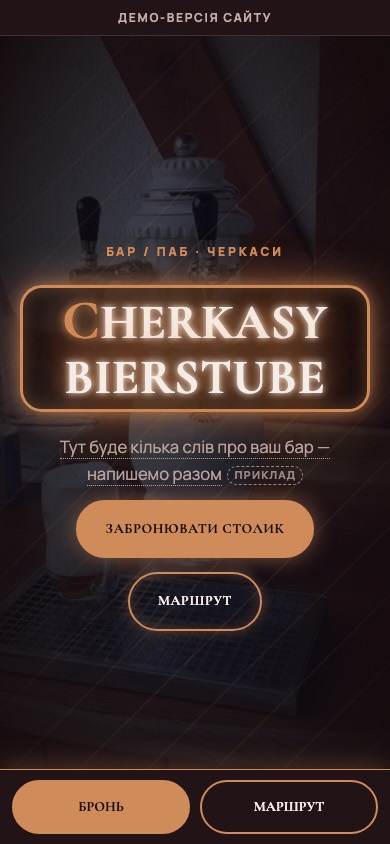 ДЕМО-ВЕРСІЯ САЙТУ
БАР / ПАБ · ЧЕРКАСИ
CHERKASY
BIERSTUBE
Тут буде кілька слів про ваш бар —
напишемо разом ПРИКЛАД
ЗАБРОНЮВАТИ СТОЛИК
МАРШРУТ
БРОНЬ МАРШРУТ